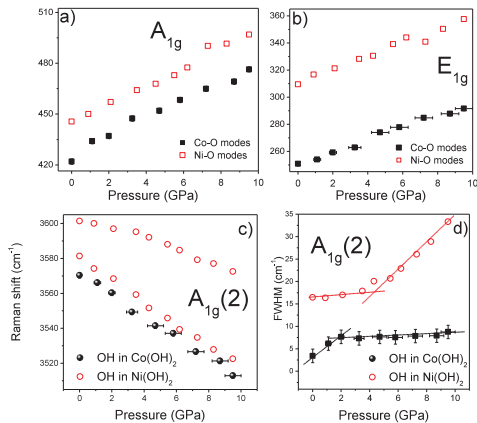 a)
A1g
490
455
420
Co-O modes
Ni-O modes
0 2 4 6 8 10
Pressure (GPa)
b)
E1g
360
340
320
300
280
260
Co-O modes
Ni-O modes
0 2 4 6 8 10
Pressure (GPa)
c)
A1g(2)
Raman shift (cm-1)
3600
3580
3560
3540
3520
OH in Co(OH)2
OH in Ni(OH)2
0 2 4 6 8 10
Pressure (GPa)
d)
A1g(2)
FWHM (cm-1)
35
30
25
20
15
10
5
0
OH in Co(OH)2
OH in Ni(OH)2
0 2 4 6 8 10
Pressure (GPa)